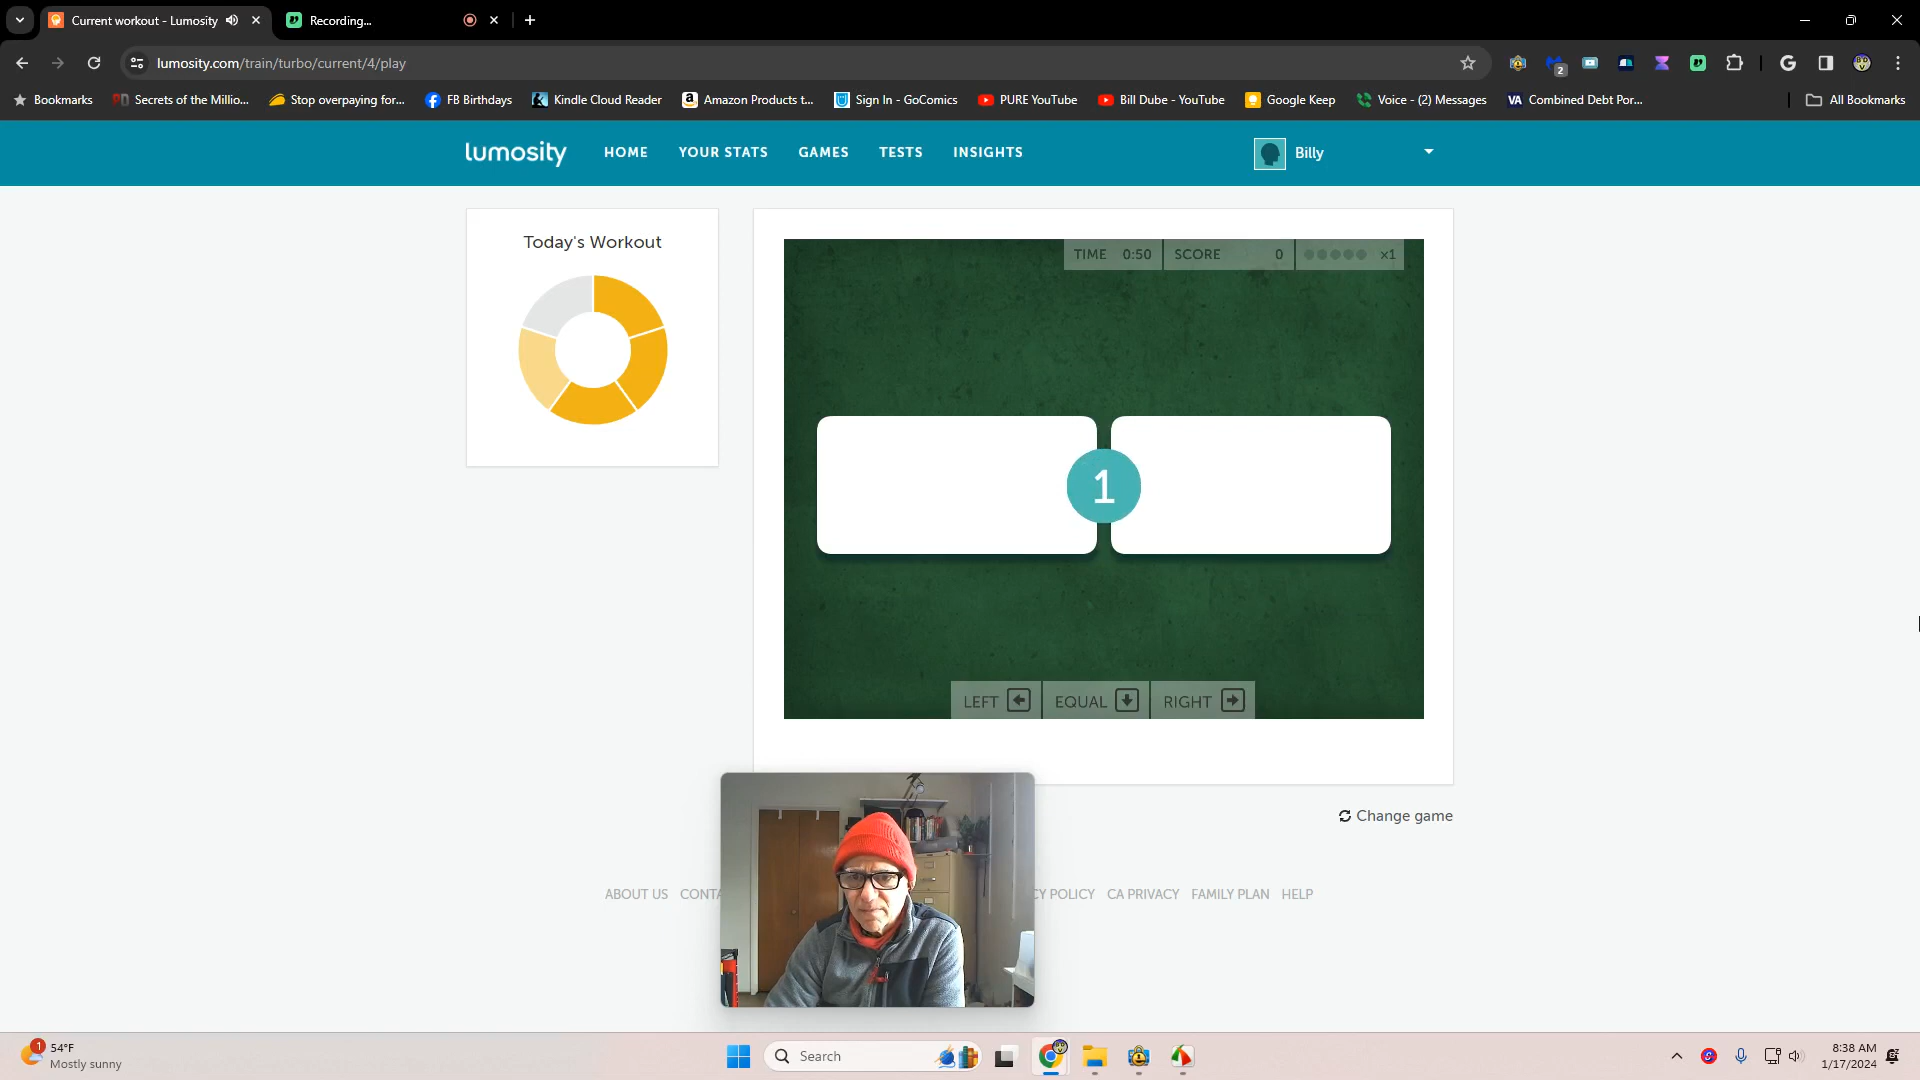 Current workout - Lumosity
Recording...
lumosity.com/train/turbo/current/4/play
2
Bookmarks
Secrets of the Millio...
Stop overpaying for...
FB Birthdays
Kindle Cloud Reader
Amazon Products t...
Sign In - GoComics
PURE YouTube
Bill Dube - YouTube
Google Keep
Voice - (2) Messages
VA Combined Debt Por...
All Bookmarks
lumosity
HOME
YOUR STATS
GAMES
TESTS
INSIGHTS
Billy
Today's Workout
TIME 0:50
SCORE 0
x1
1
LEFT
EQUAL
RIGHT
Change game
ABOUT US
CONTA
CY POLICY
CA PRIVACY
FAMILY PLAN
HELP
1
54°F
Mostly sunny
Search
8:38 AM
1/17/2024